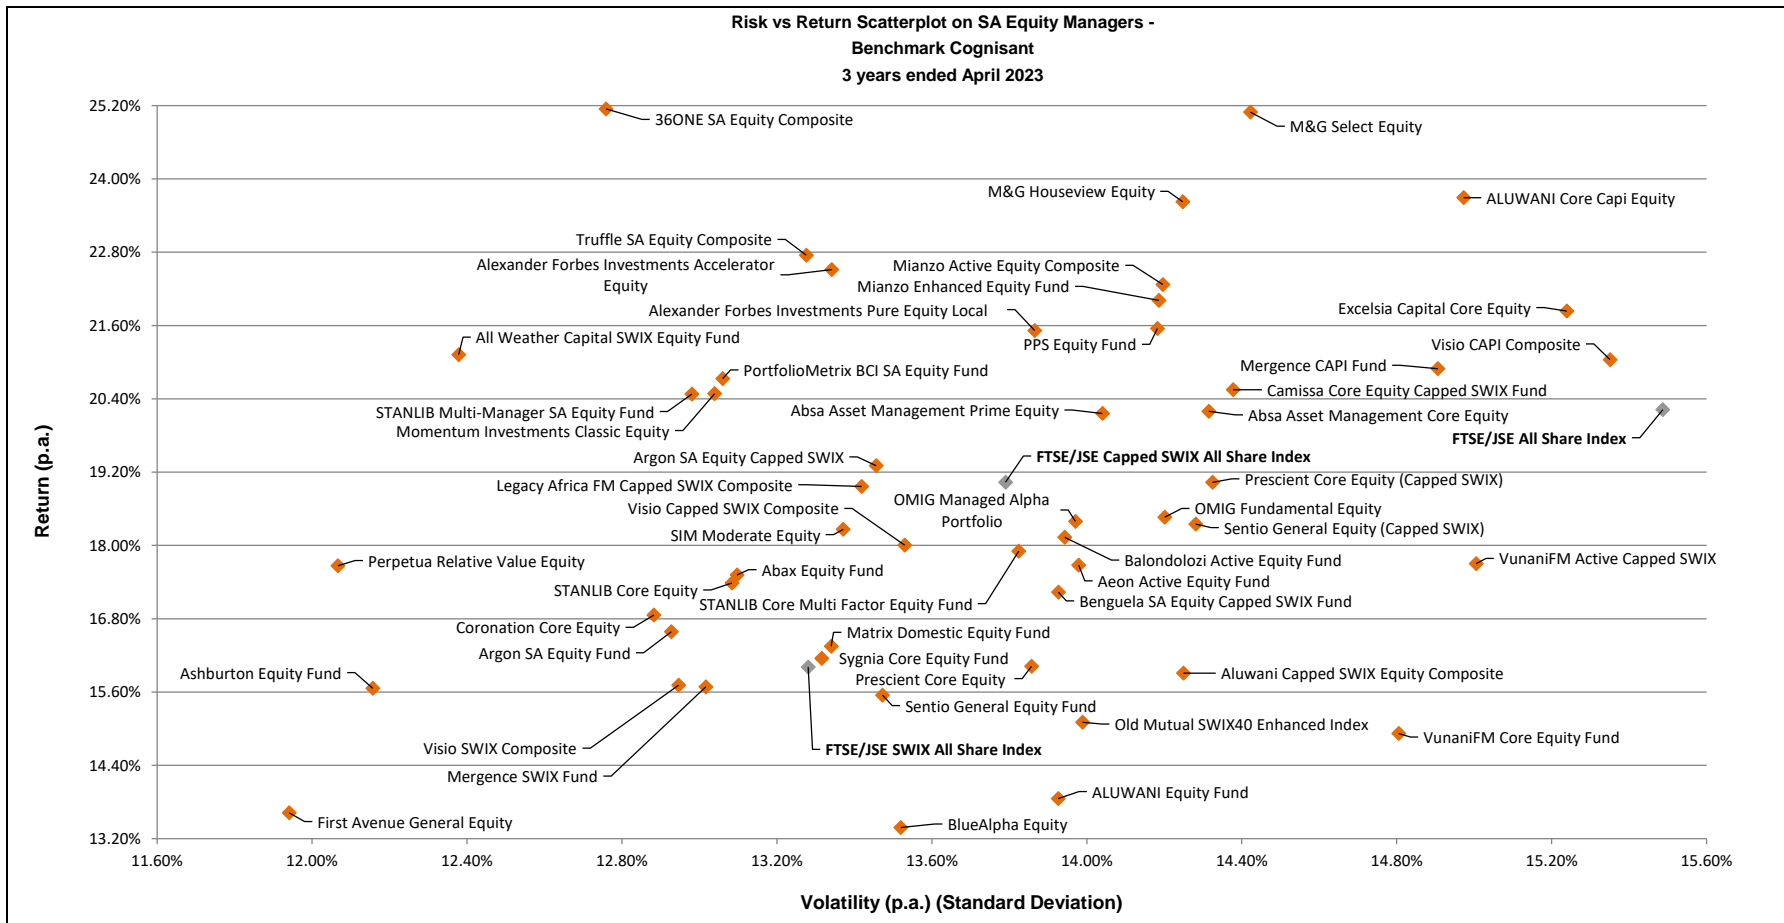 Risk vs Return Scatterplot on SA Equity Managers -
Benchmark Cognisant
3 years ended April 2023
25.20%
36ONE SA Equity Composite
M&G Select Equity
24.00%
M&G Houseview Equity
ALUWANI Core Capi Equity
22.80%
Truffle SA Equity Composite
Alexander Forbes Investments Accelerator
Equity
Mianzo Active Equity Composite
Mianzo Enhanced Equity Fund
Alexander Forbes Investments Pure Equity Local
Excelsia Capital Core Equity
21.60%
All Weather Capital SWIX Equity Fund
PPS Equity Fund
Visio CAPI Composite
Mergence CAPI Fund
PortfolioMetrix BCI SA Equity Fund
Camissa Core Equity Capped SWIX Fund
20.40%
STANLIB Multi-Manager SA Equity Fund
Momentum Investments Classic Equity
Absa Asset Management Prime Equity
Absa Asset Management Core Equity
FTSE/JSE All Share Index
19.20%
Argon SA Equity Capped SWIX
FTSE/JSE Capped SWIX All Share Index
Legacy Africa FM Capped SWIX Composite
Prescient Core Equity (Capped SWIX)
OMIG Managed Alpha
Portfolio
Visio Capped SWIX Composite
OMIG Fundamental Equity
SIM Moderate Equity
Sentio General Equity (Capped SWIX)
18.00%
Perpetua Relative Value Equity
Balondolozi Active Equity Fund
VunaniFM Active Capped SWIX
Abax Equity Fund
Aeon Active Equity Fund
STANLIB Core Equity
STANLIB Core Multi Factor Equity Fund
Benguela SA Equity Capped SWIX Fund
16.80%
Coronation Core Equity
Matrix Domestic Equity Fund
Argon SA Equity Fund
Sygnia Core Equity Fund
Ashburton Equity Fund
Prescient Core Equity
Aluwani Capped SWIX Equity Composite
15.60%
Sentio General Equity Fund
Old Mutual SWIX40 Enhanced Index
Visio SWIX Composite
FTSE/JSE SWIX All Share Index
VunaniFM Core Equity Fund
14.40%
Mergence SWIX Fund
ALUWANI Equity Fund
First Avenue General Equity
BlueAlpha Equity
13.20%
11.60%
12.00%
12.40%
12.80%
13.20%
13.60%
14.00%
14.40%
14.80%
15.20%
15.60%
Return (p.a.)
Volatility (p.a.) (Standard Deviation)